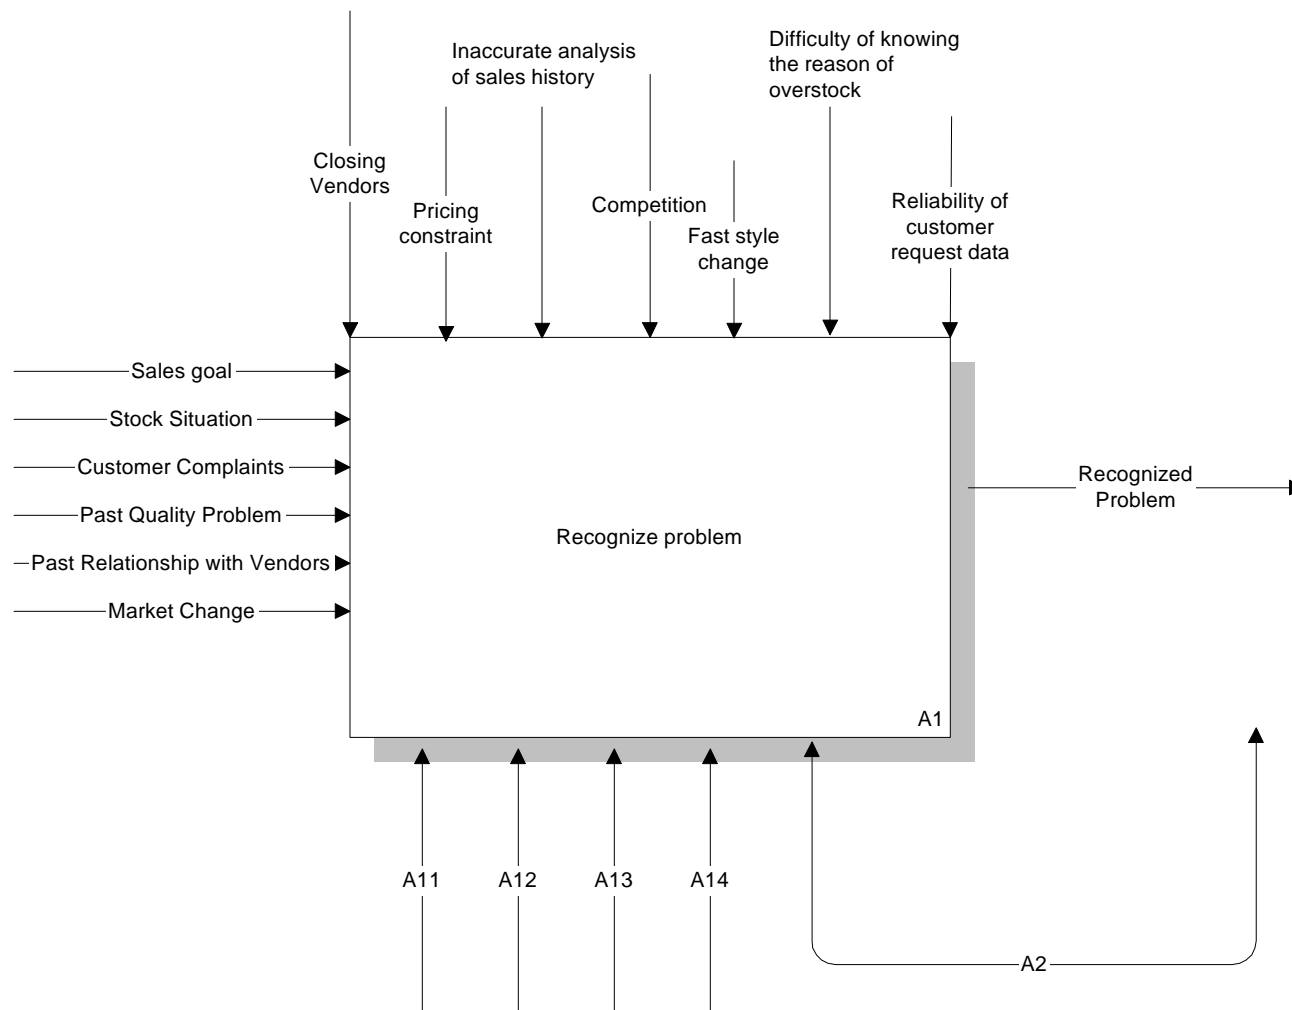 Inaccurate analysis
of sales history
Difficulty of knowing
the reason of
overstock
Closing
Vendors
Pricing
constraint
Competition
Fast style
change
Reliability of
customer
request data
Sales goal
Stock Situation
Customer Complaints
Past Quality Problem
Past Relationship with Vendors
Market Change
Recognize problem
Recognized
Problem
A1
A11
A12
A13
A14
A2